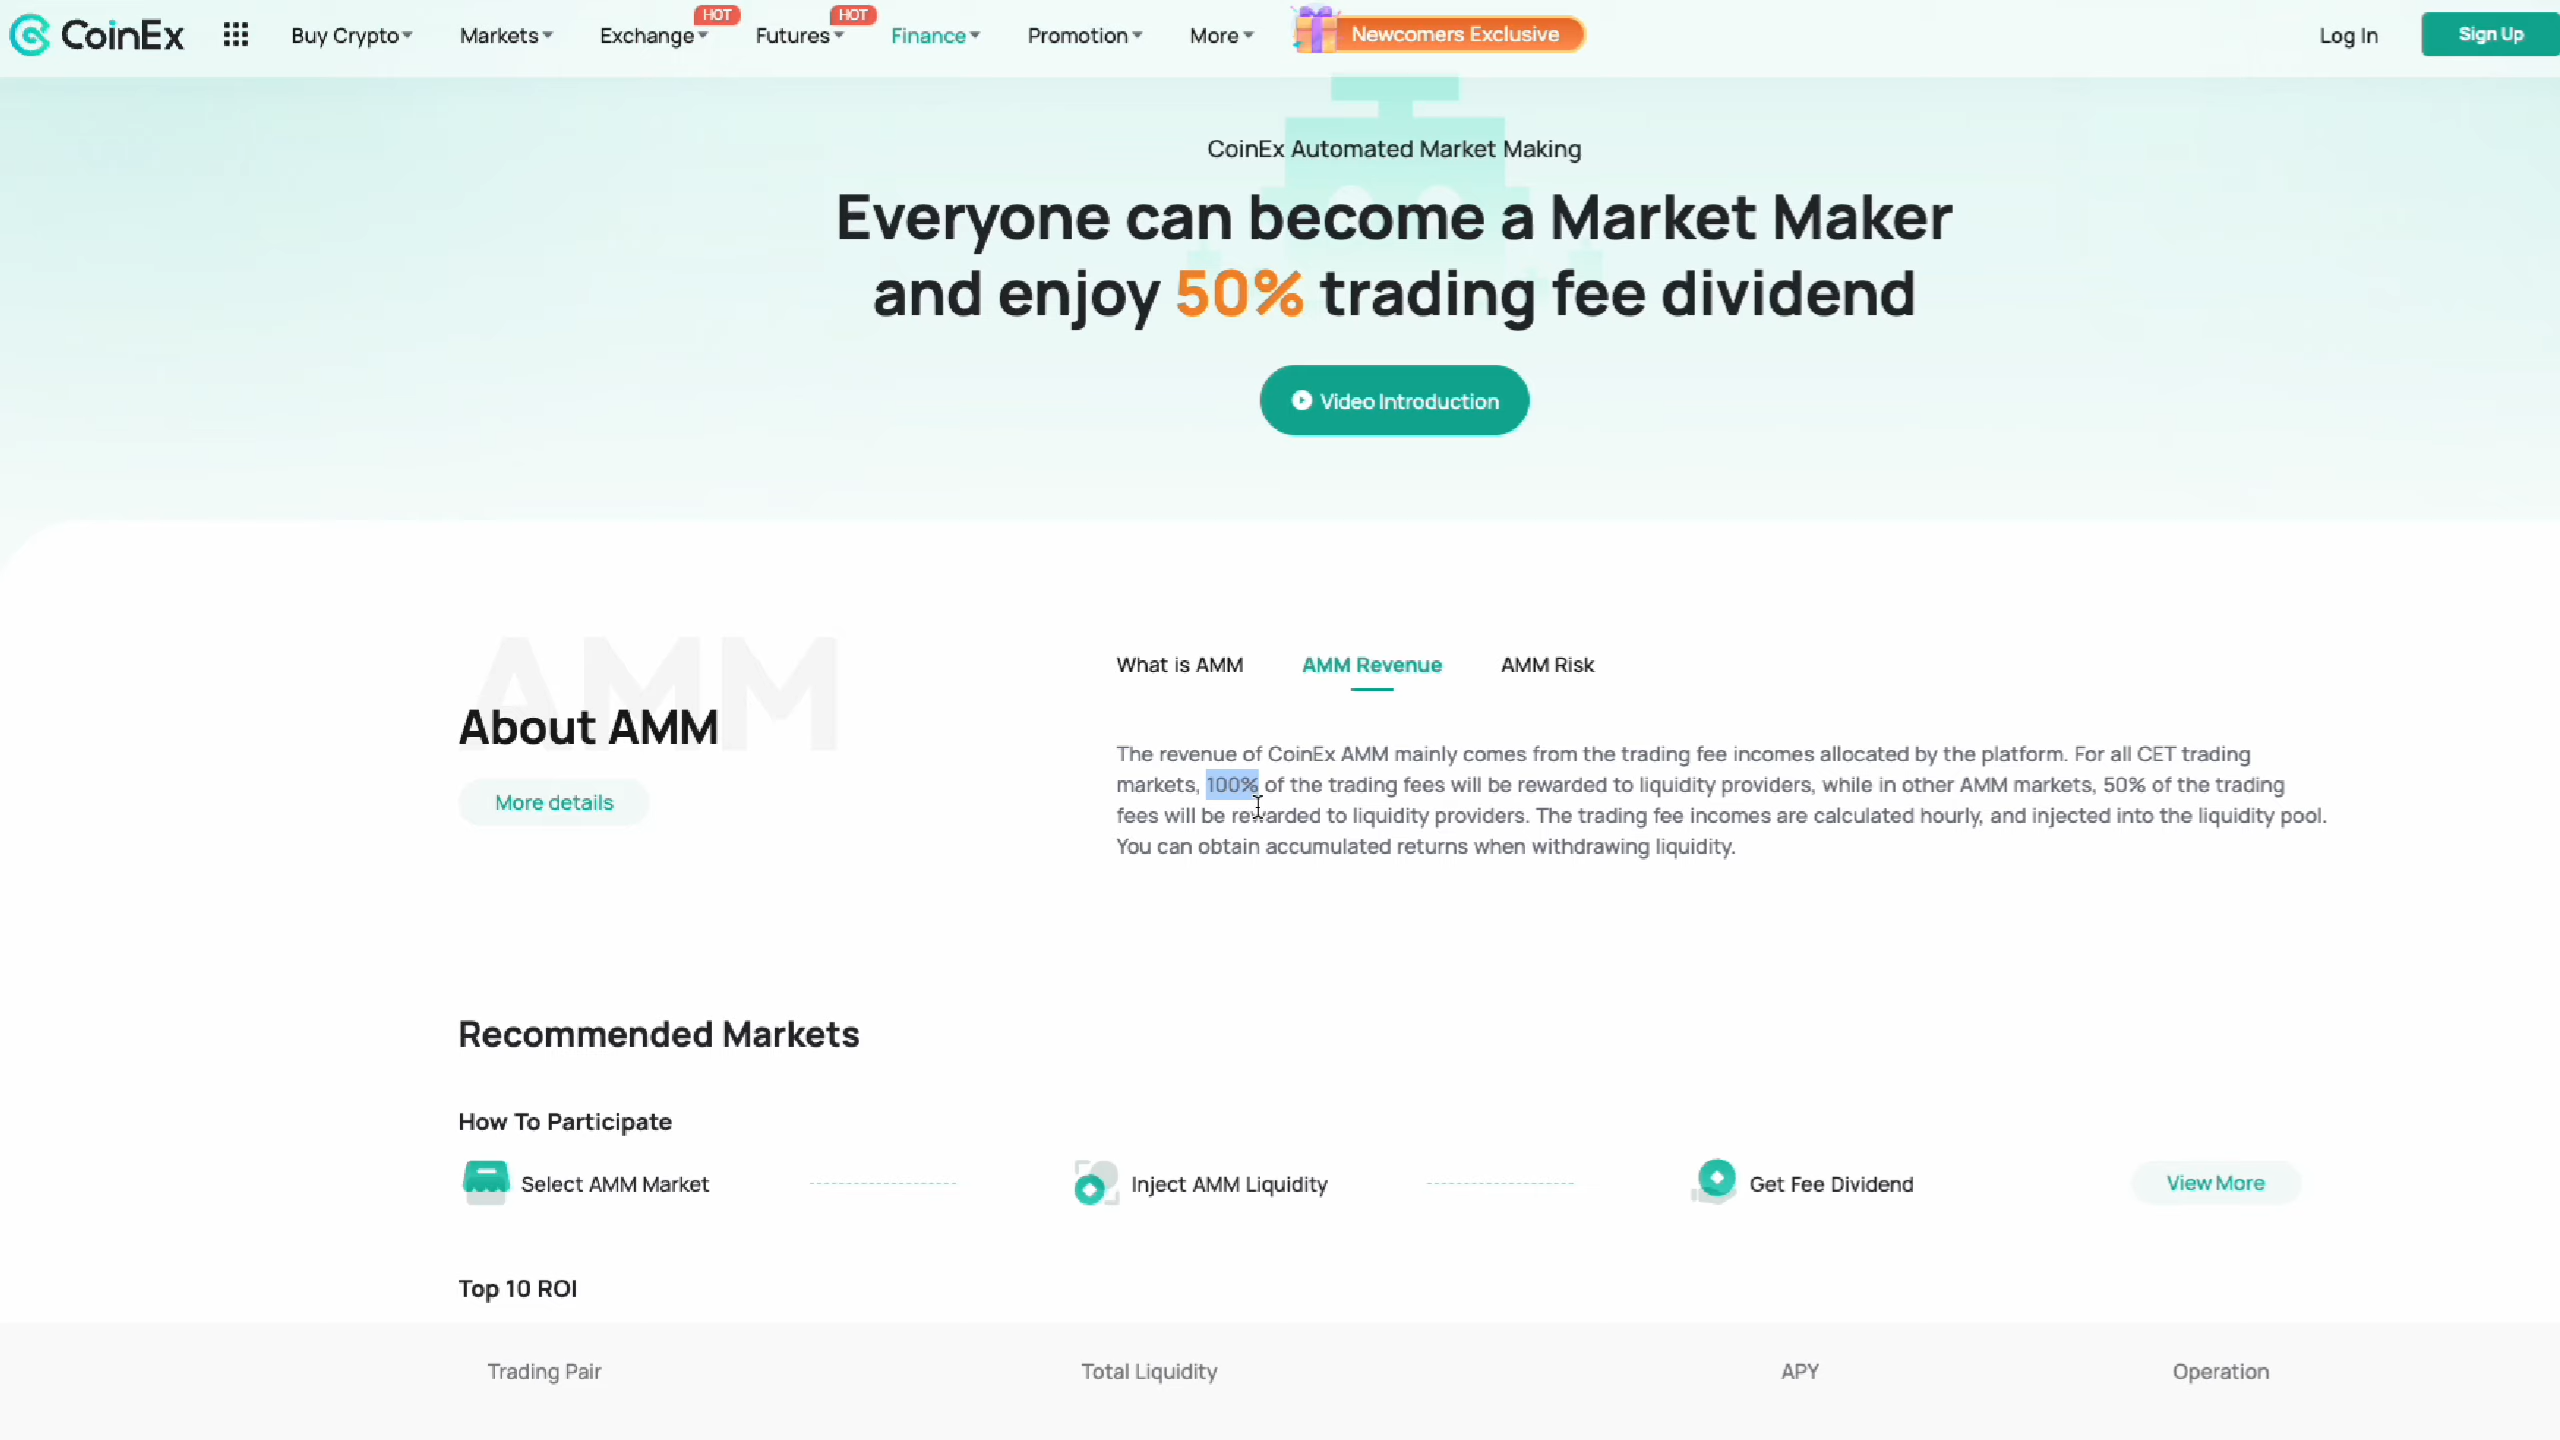 CoinEx
Buy Crypto
Markets
Exchange
HOT
Futures
HOT
Finance
Promotion
More
Newcomers Exclusive
Log In
Sign Up
CoinEx Automated Market Making
Everyone can become a Market Maker
and enjoy 50% trading fee dividend
Video Introduction
AMM
About AMM
More details
What is AMM
AMM Revenue
AMM Risk
The revenue of CoinEx AMM mainly comes from the trading fee incomes allocated by the platform. For all CET trading
markets, 100% of the trading fees will be rewarded to liquidity providers, while in other AMM markets, 50% of the trading
fees will be rewarded to liquidity providers. The trading fee incomes are calculated hourly, and injected into the liquidity pool.
You can obtain accumulated returns when withdrawing liquidity.
Recommended Markets
How To Participate
Select AMM Market
Inject AMM Liquidity
Get Fee Dividend
View More
Top 10 ROI
Trading Pair
Total Liquidity
APY
Operation